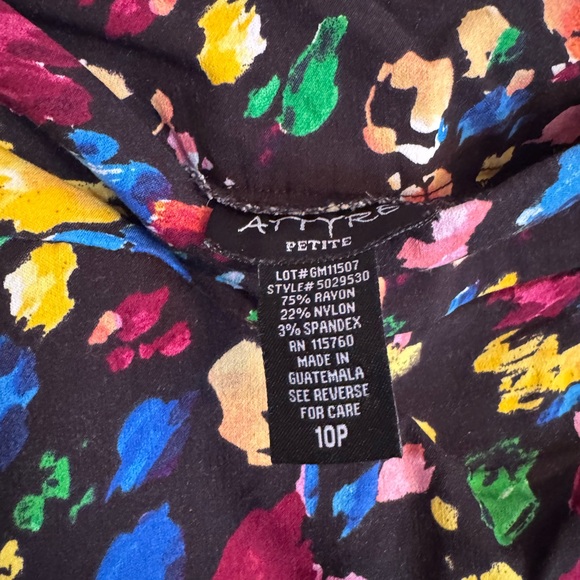 ATTYRE
PETITE
LOT# GM11507
STYLE# 5029530
75% RAYON
22% NYLON
3% SPANDEX
RN 115760
MADE IN
GUATEMALA
SEE REVERSE
FOR CARE
10P